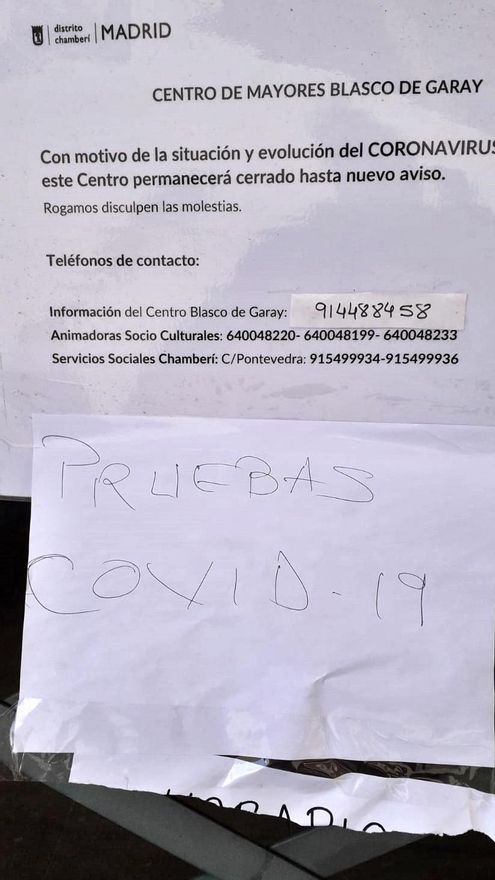 distrito
chamberí
MADRID
CENTRO DE MAYORES BLASCO DE GARAY
Con motivo de la situación y evolución del CORONAVIRUS
este Centro permanecerá cerrado hasta nuevo aviso.
Rogamos disculpen las molestias.
Teléfonos de contacto:
Información del Centro Blasco de Garay: 914488458
Animadoras Socio Culturales: 640048220- 640048199- 640048233
Servicios Sociales Chamberí: C/Pontevedra: 915499934-915499936
PRUEBAS
COVID-19
HORARIO